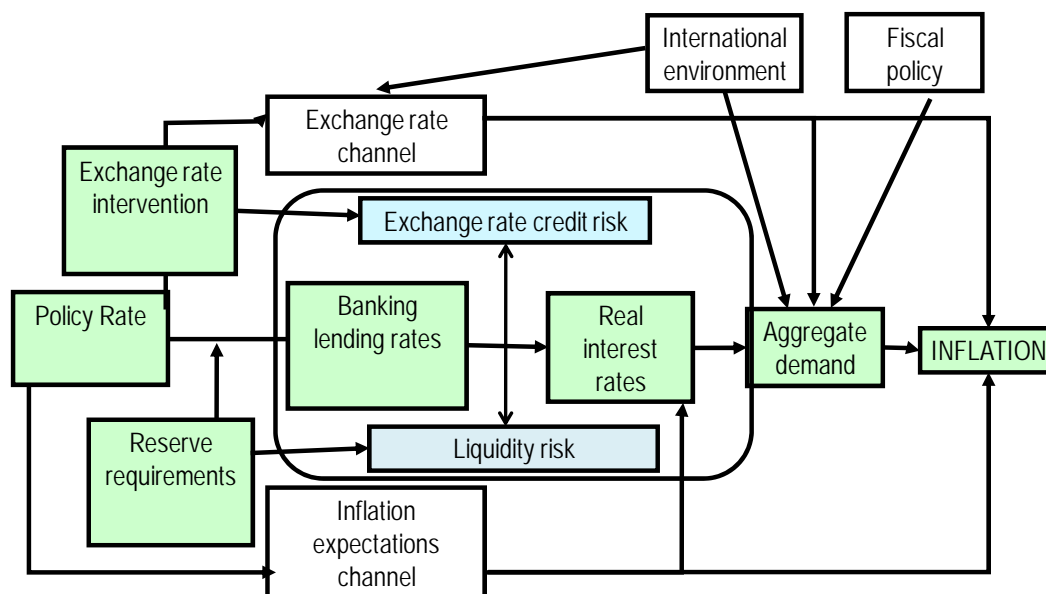 International
environment
Fiscal
policy
Exchange rate
channel
Exchange rate
intervention
Exchange rate credit risk
Policy Rate
Banking
lending rates
Real
interest
rates
Aggregate
demand
INFLATION
Reserve
requirements
Liquidity risk
Inflation
expectations
channel